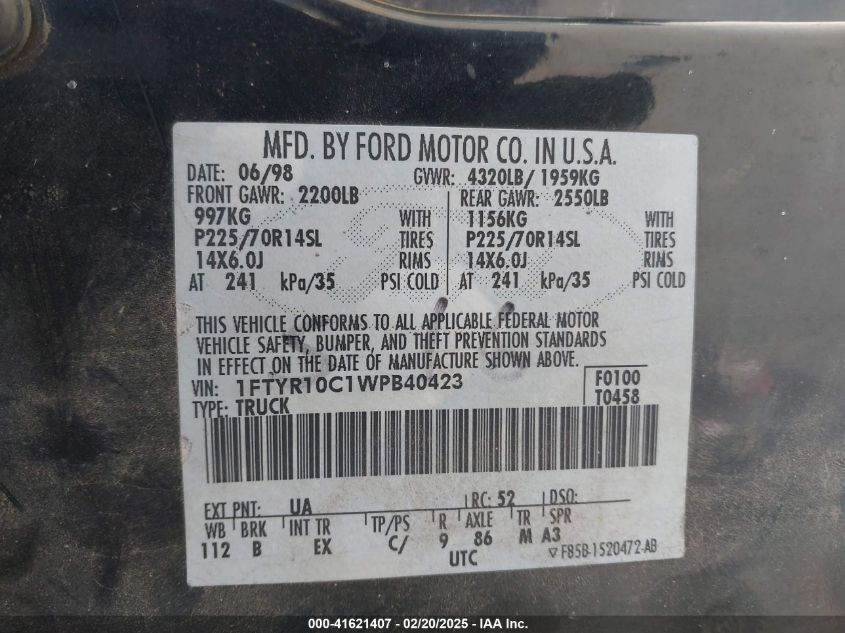 MFD. BY FORD MOTOR CO. IN U.S.A.
DATE: 06/98 GVWR: 4320LB/ 1959KG
FRONT GAWR: 2200LB REAR GAWR: 2550LB
997KG WITH 1156KG WITH
P225/70R14SL TIRES P225/70R14SL TIRES
14X6.0J RIMS 14X6.0J RIMS
AT 241 kPa/35 PSI COLD AT 241 kPa/35 PSI COLD
THIS VEHICLE CONFORMS TO ALL APPLICABLE FEDERAL MOTOR
VEHICLE SAFETY, BUMPER, AND THEFT PREVENTION STANDARDS
IN EFFECT ON THE DATE OF MANUFACTURE SHOWN ABOVE.
VIN: 1FTYR10C1WPB40423 F0100
TYPE: TRUCK T0458
EXT PNT: UA RC: 52 DSO:
WB BRK INT TR TP/PS R AXLE TR SPR
112 B EX C/ 9 86 M A3
UTC F85B-1520472-AB
000-41621407 / 02/20/2025 - IAA Inc.